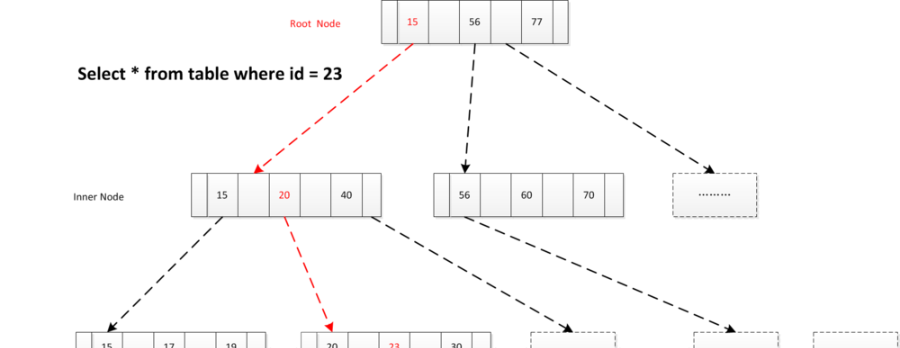 Root Node
15 56 77
Select * from table where id = 23
Inner Node
15 20 40
56 60 70
.........
15 17 19
20 23 30